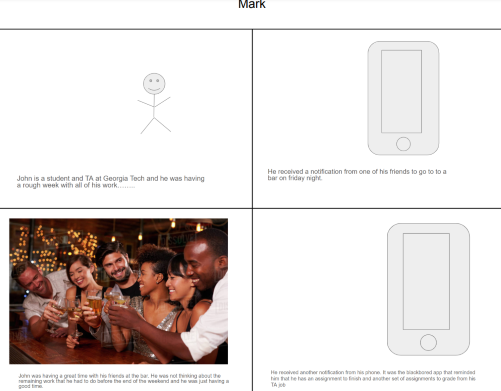 Mark
John is a student and TA at Georgia Tech and he was having
a rough week with all of his work........
He received a notification from one of his friends to go to to a
bar on friday night.
John was having a great time with his friends at the bar. He was not thinking about the
remaining work that he had to do before the end of the weekend and he was just having a
good time.
He received another notification from his phone. It was the blackbored app that reminded
him that he has an assignment to finish and another set of assignments to grade from his
TA job.